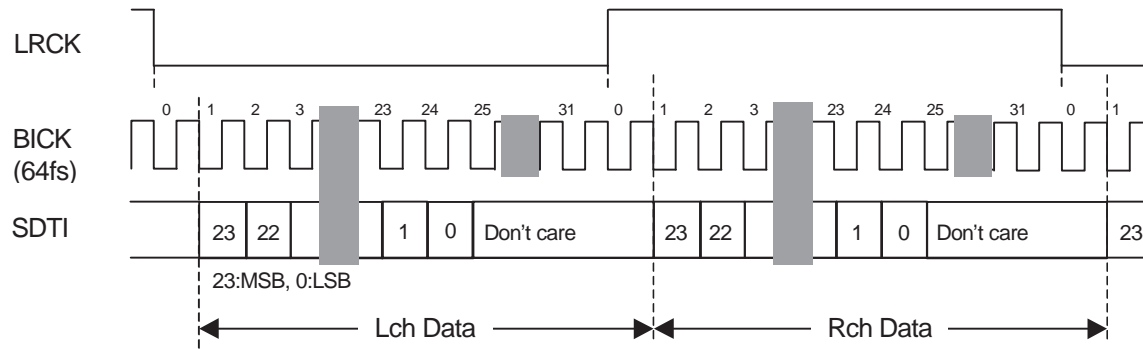 LRCK
0 1 2 3 23 24 25 31 0 1 2 3 23 24 25 31 0 1
BICK
(64fs)
SDTI 23 22 1 0 Don't care 23 22 1 0 Don't care 23
23:MSB, 0:LSB
Lch Data Rch Data